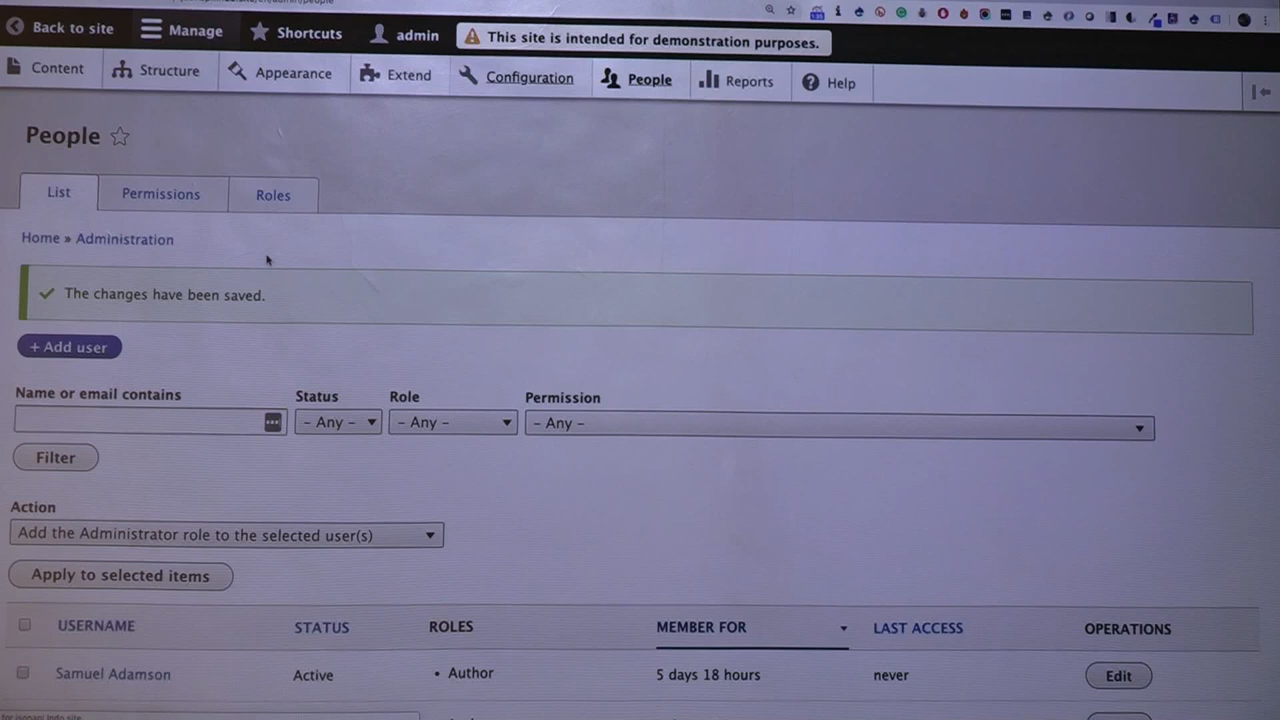 Back to site Manage Shortcuts admin This site is intended for demonstration purposes.
Content Structure Appearance Extend Configuration People Reports Help
People
List Permissions Roles
Home » Administration
The changes have been saved.
+ Add user
Name or email contains Status Role Permission
– Any – – Any – – Any –
Filter
Action
Add the Administrator role to the selected user(s)
Apply to selected items
USERNAME STATUS ROLES MEMBER FOR LAST ACCESS OPERATIONS
Samuel Adamson Active • Author 5 days 18 hours never Edit